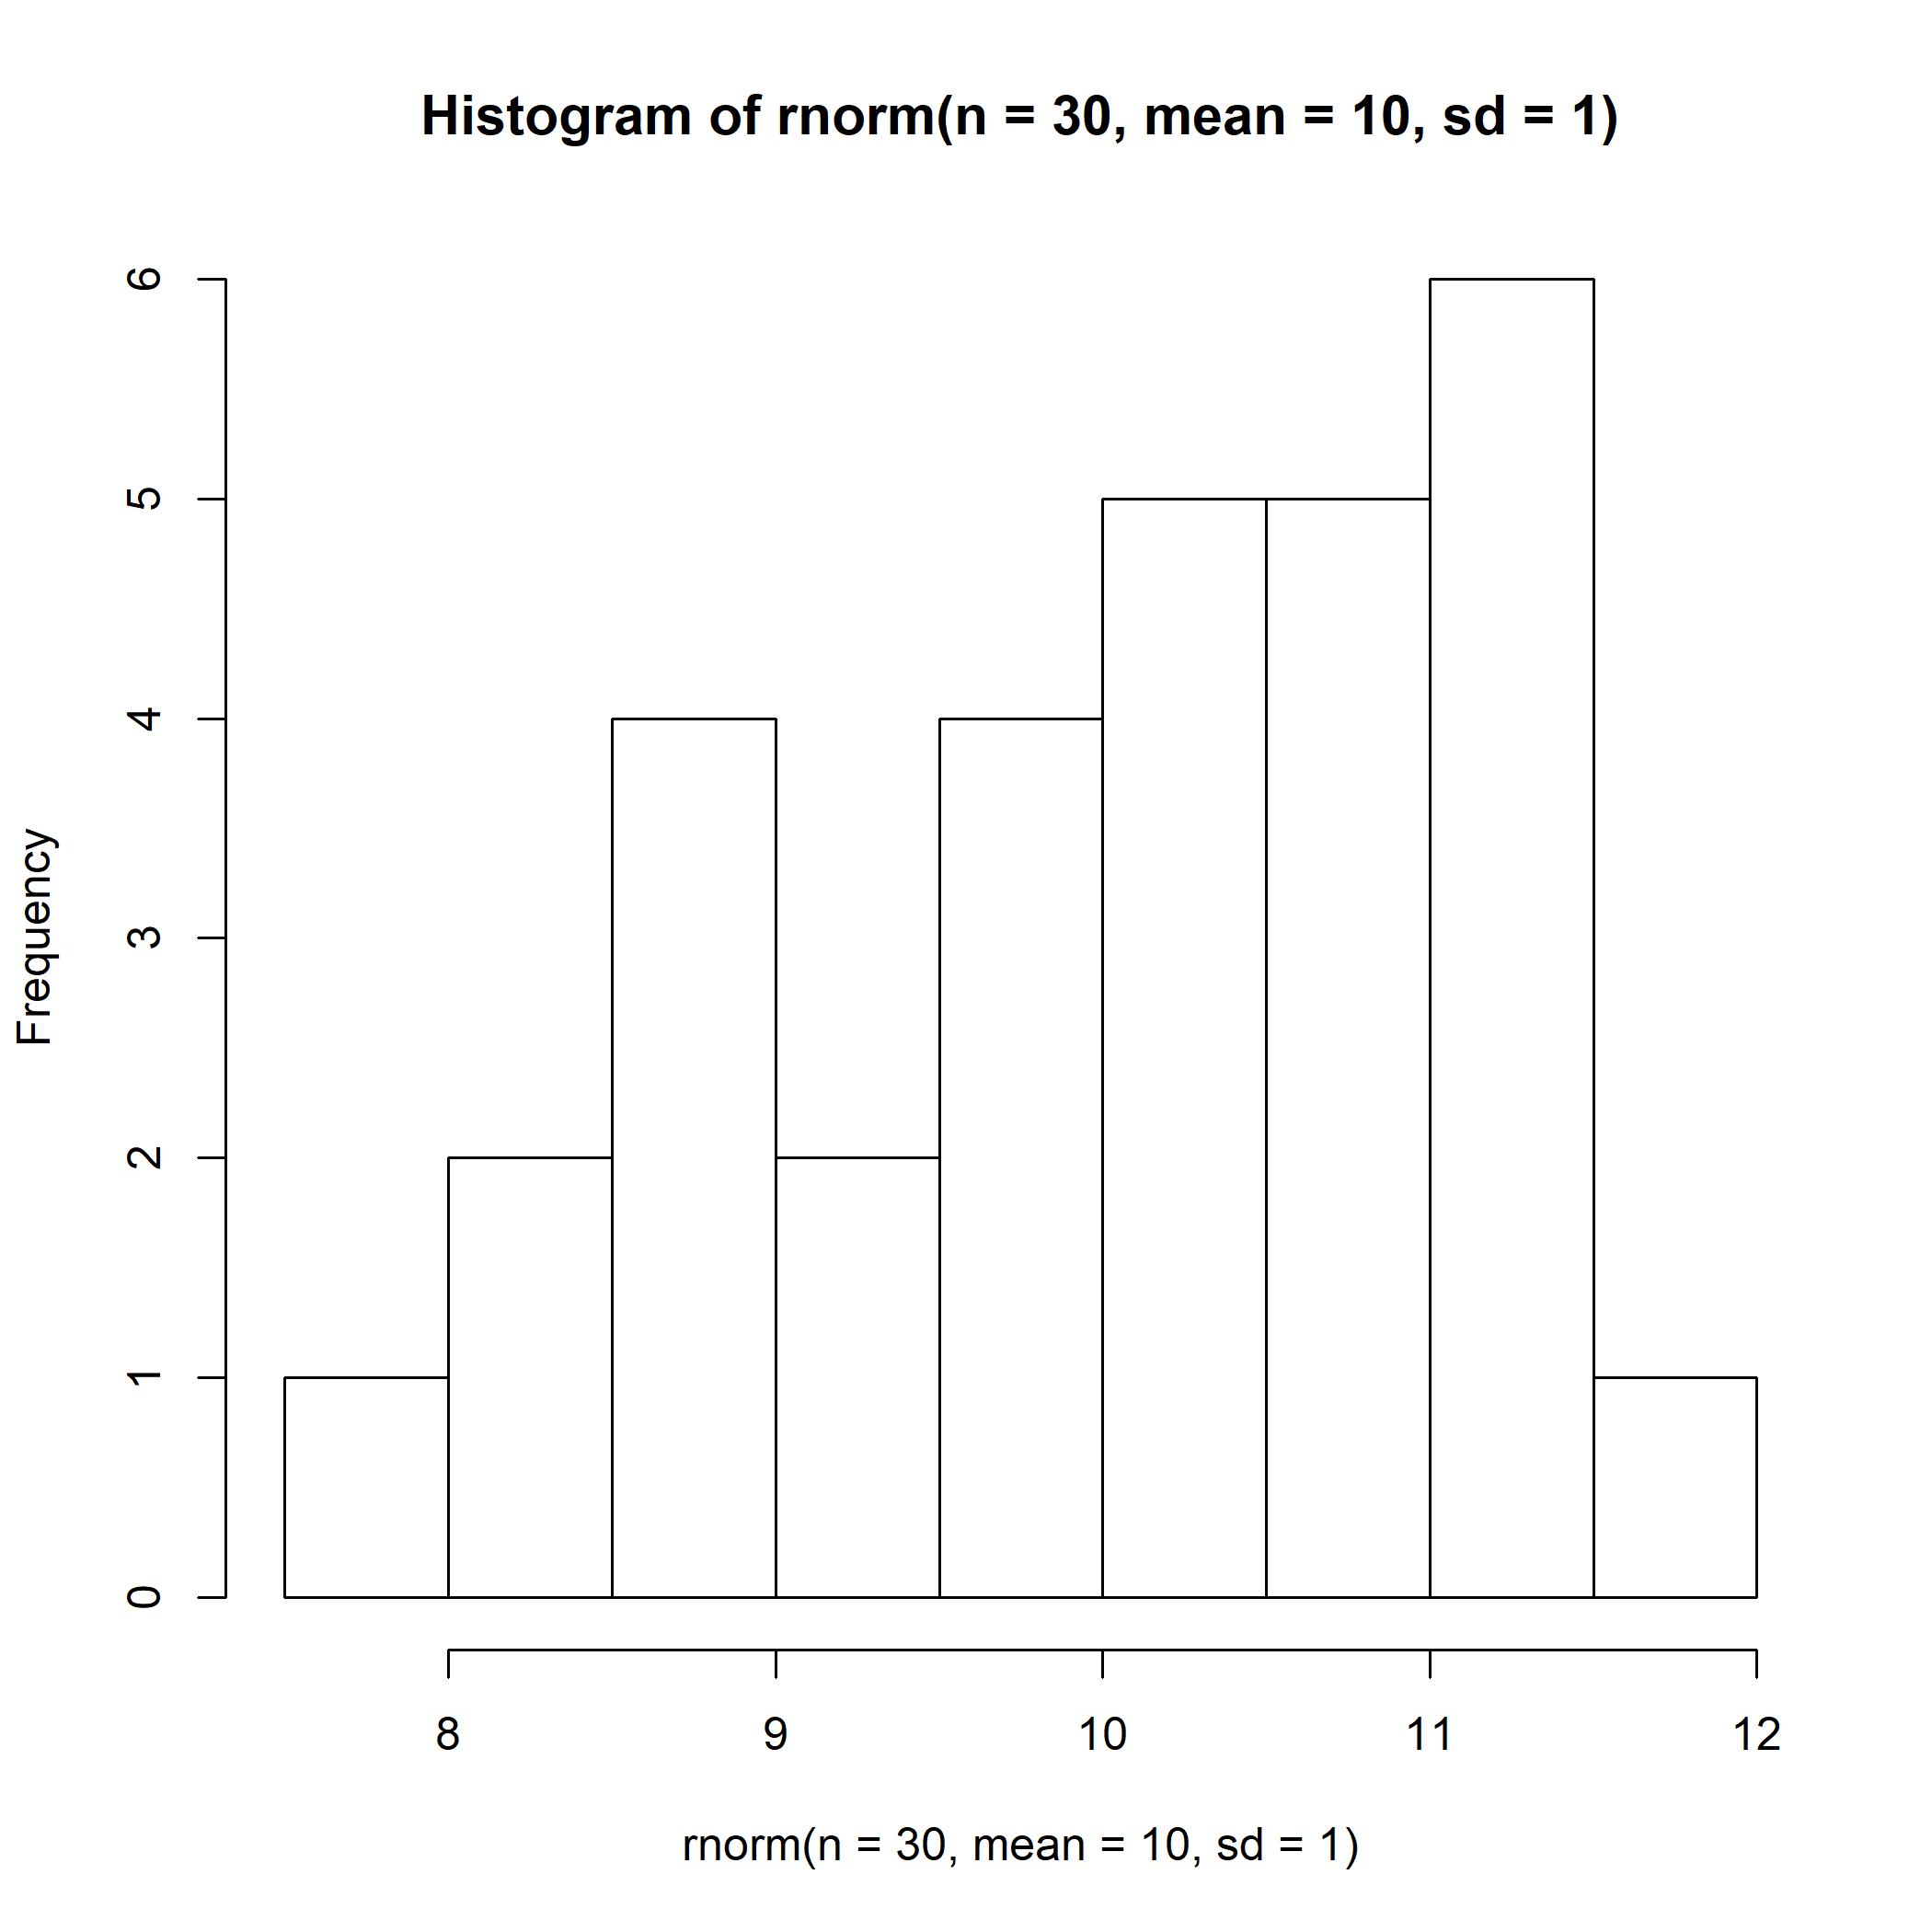 Histogram of rnorm(n = 30, mean = 10, sd = 1)
6
5
4
3
2
1
0
Frequency
8 9 10 11 12
rnorm(n = 30, mean = 10, sd = 1)